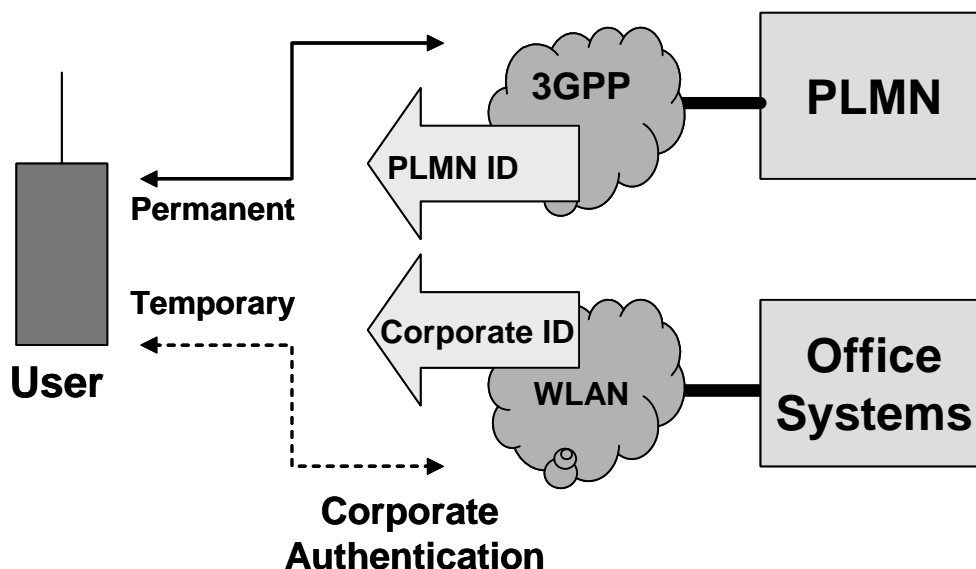 3GPP
PLMN
PLMN ID
Permanent
Temporary
Corporate ID
User
WLAN
Office
Systems
Corporate
Authentication